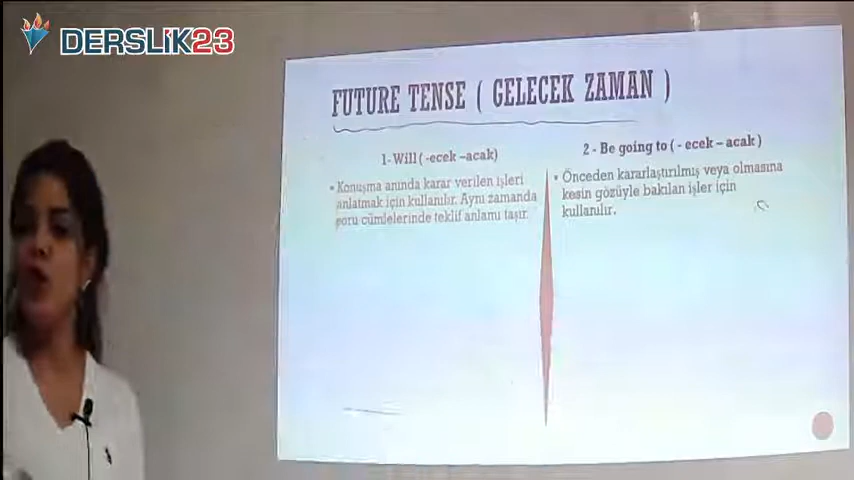 DERSLİK23
FUTURE TENSE ( GELECEK ZAMAN )
1- Will ( -ecek –acak)
• Konuşma anında karar verilen işleri
anlatmak için kullanılır. Aynı zamanda
soru cümlelerinde teklif anlamı taşır.
2 - Be going to ( - ecek – acak )
• Önceden kararlaştırılmış veya olmasına
kesin gözüyle bakılan işler için
kullanılır.